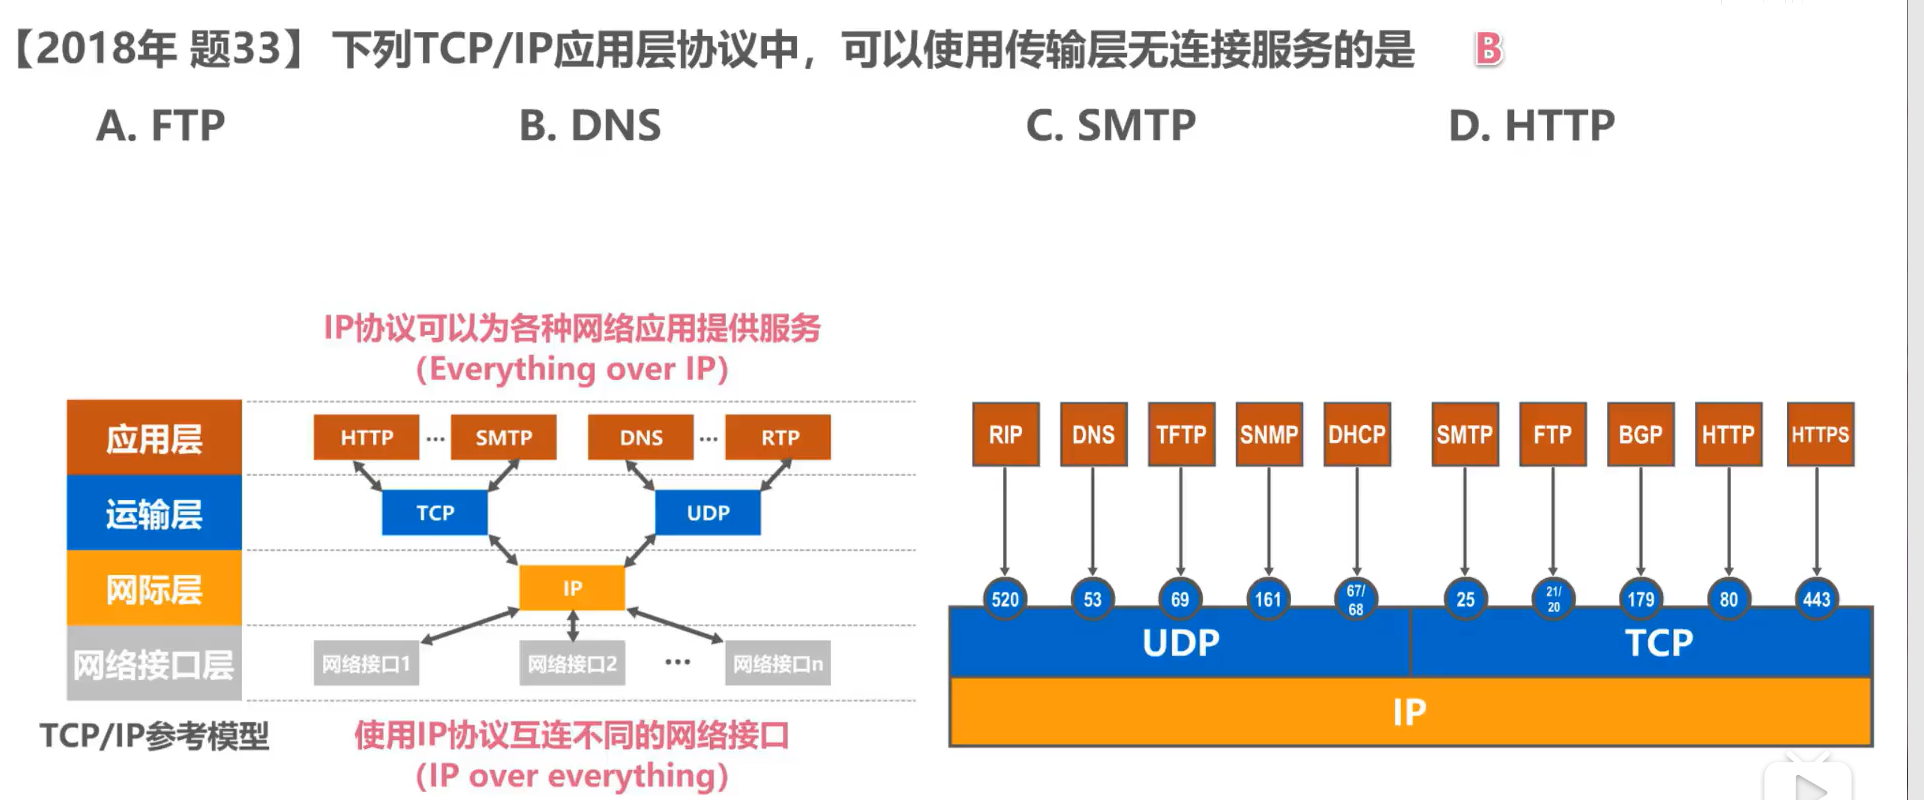 【2018年 题33】 下列TCP/IP应用层协议中，可以使用传输层无连接服务的是 B
A. FTP B. DNS C. SMTP D. HTTP
IP协议可以为各种网络应用提供服务
（Everything over IP）
应用层 HTTP ··· SMTP DNS ··· RTP
运输层 TCP UDP
网际层 IP
网络接口层 网络接口1 网络接口2 ··· 网络接口n
TCP/IP参考模型
使用IP协议互连不同的网络接口
（IP over everything）
RIP DNS TFTP SNMP DHCP SMTP FTP BGP HTTP HTTPS
520 53 69 161 67/ 25 21/ 179 80 443
68 20
UDP TCP
IP